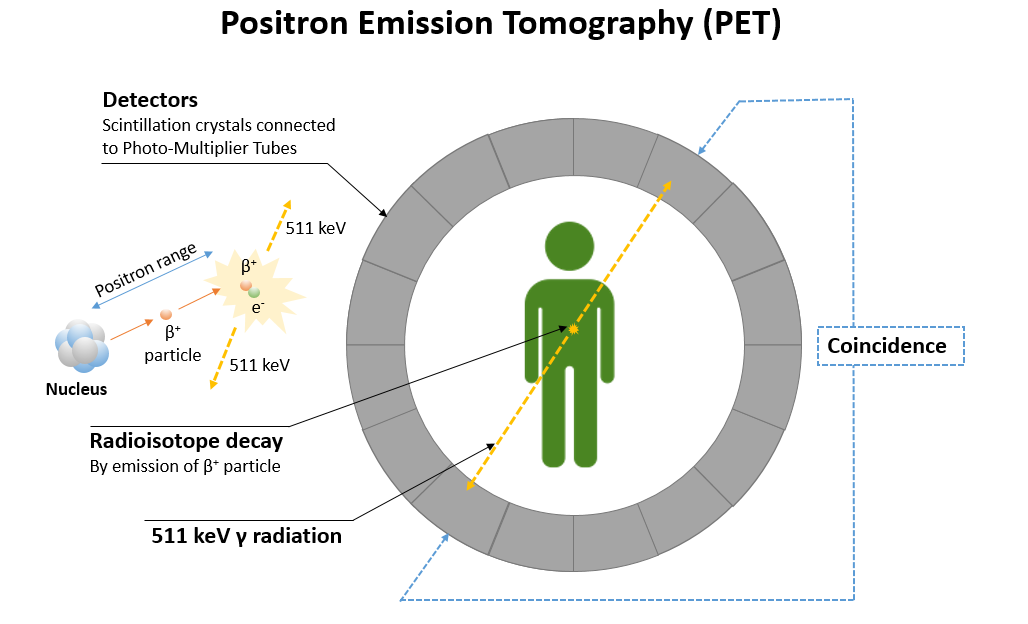 Positron Emission Tomography (PET)
Detectors
Scintillation crystals connected
to Photo-Multiplier Tubes
511 keV
Positron range
β⁺
e⁻
β⁺
particle
511 keV
Nucleus
Coincidence
Radioisotope decay
By emission of β⁺ particle
511 keV γ radiation